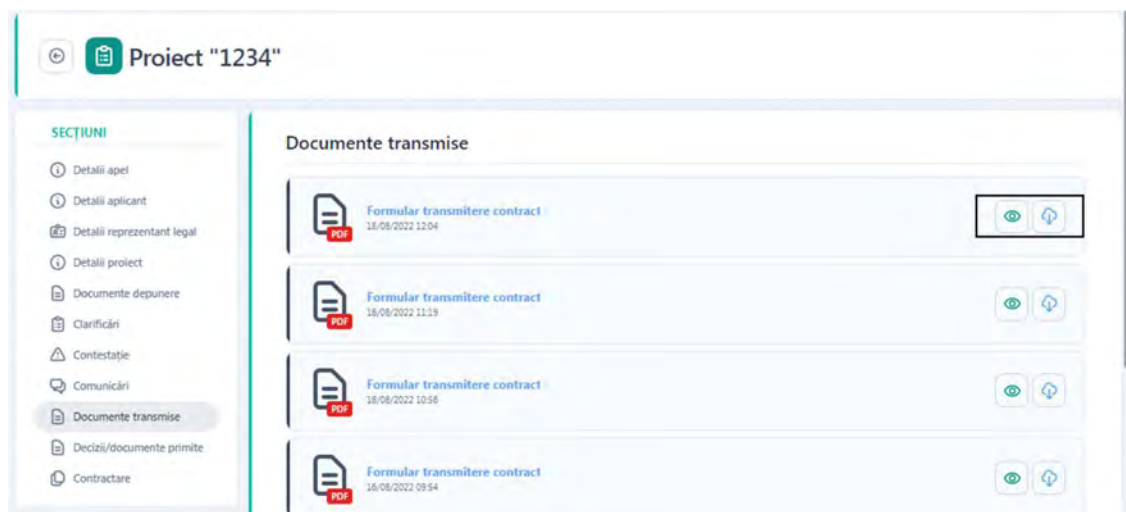 Proiect "1234"
SECȚIUNI
Detalii apel
Detalii aplicant
Detalii reprezentant legal
Detalii proiect
Documente depunere
Clarificări
Contestație
Comunicări
Documente transmise
Decizii/documente primite
Contractare
Documente transmise
Formular transmitere contract
PDF
16/08/2022 12:04
Formular transmitere contract
PDF
16/08/2022 11:19
Formular transmitere contract
PDF
16/08/2022 10:56
Formular transmitere contract
PDF
16/08/2022 09:54